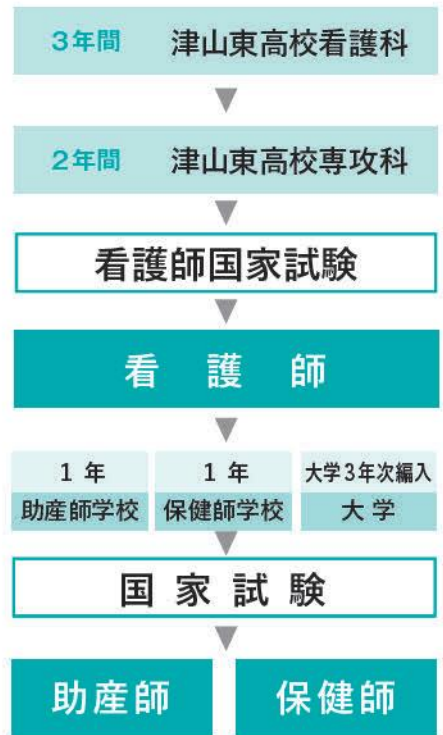 3年間 津山東高校看護科
2年間 津山東高校専攻科
看護師国家試験
看護師
1年 1年 大学3年次編入
助産師学校 保健師学校 大学
国家試験
助産師 保健師